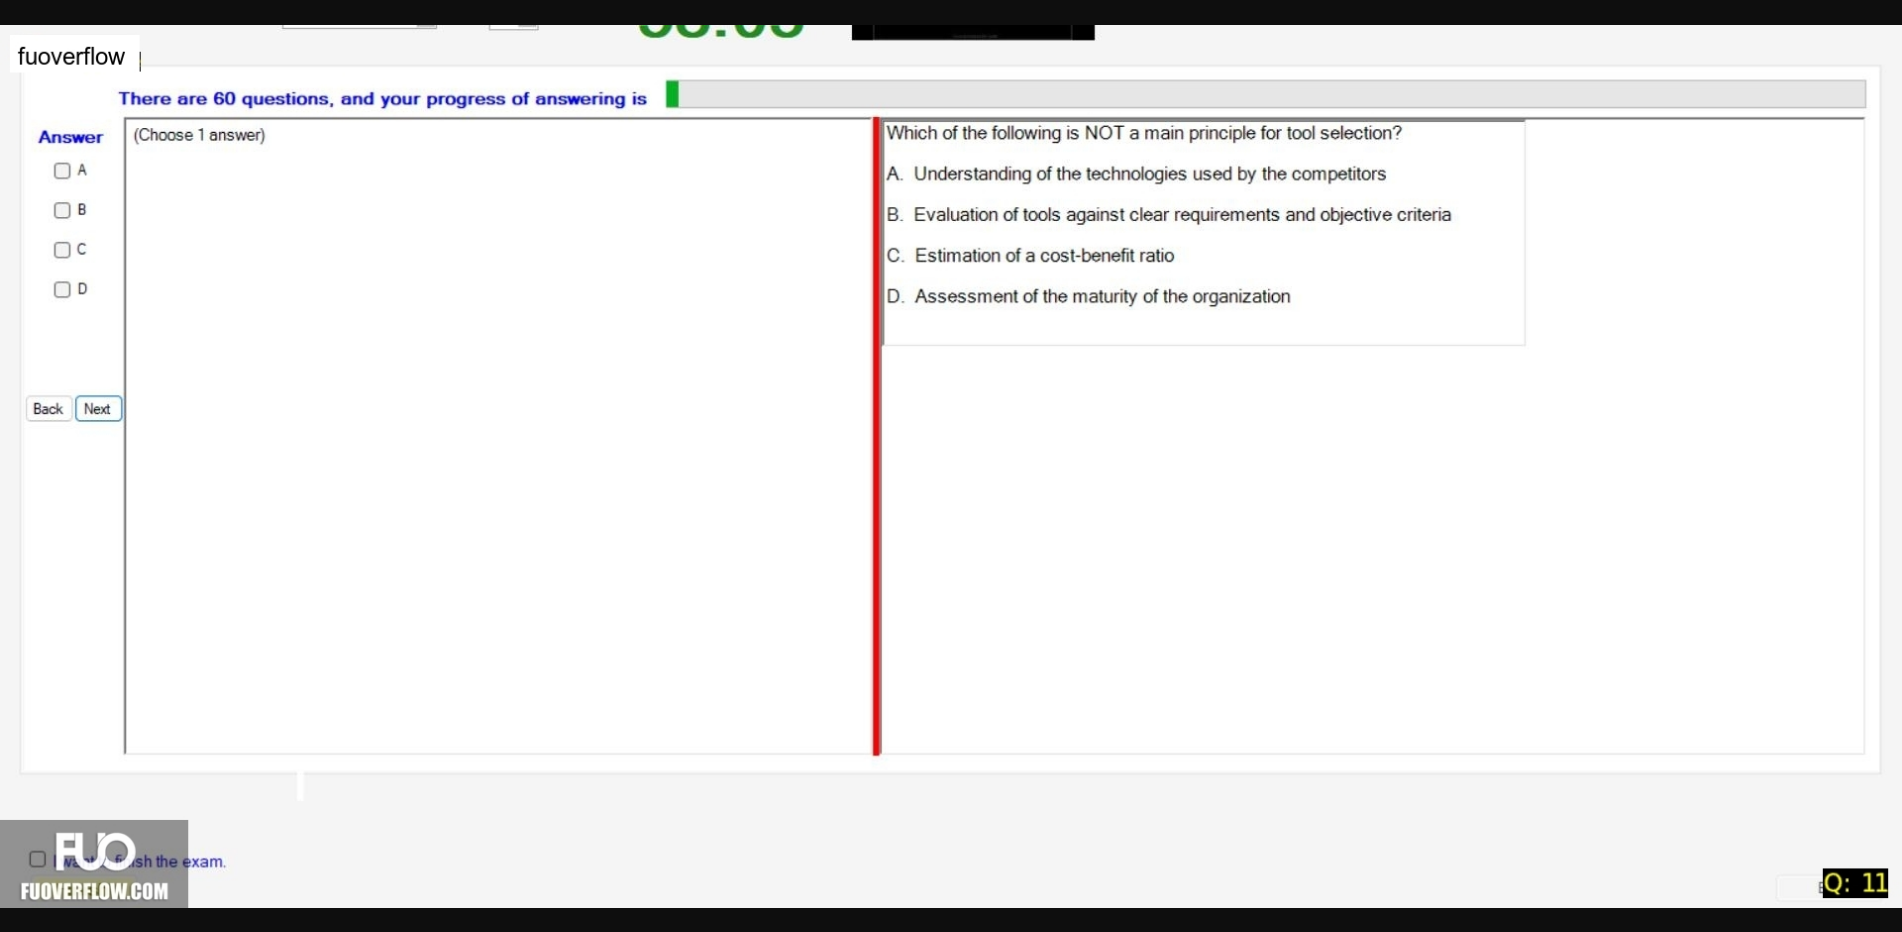 fuoverflow
There are 60 questions, and your progress of answering is
Answer
(Choose 1 answer)
A
B
C
D
Back Next
Which of the following is NOT a main principle for tool selection?
A. Understanding of the technologies used by the competitors
B. Evaluation of tools against clear requirements and objective criteria
C. Estimation of a cost-benefit ratio
D. Assessment of the maturity of the organization
FUO
the exam.
FUOVERFLOW.COM
Q: 11